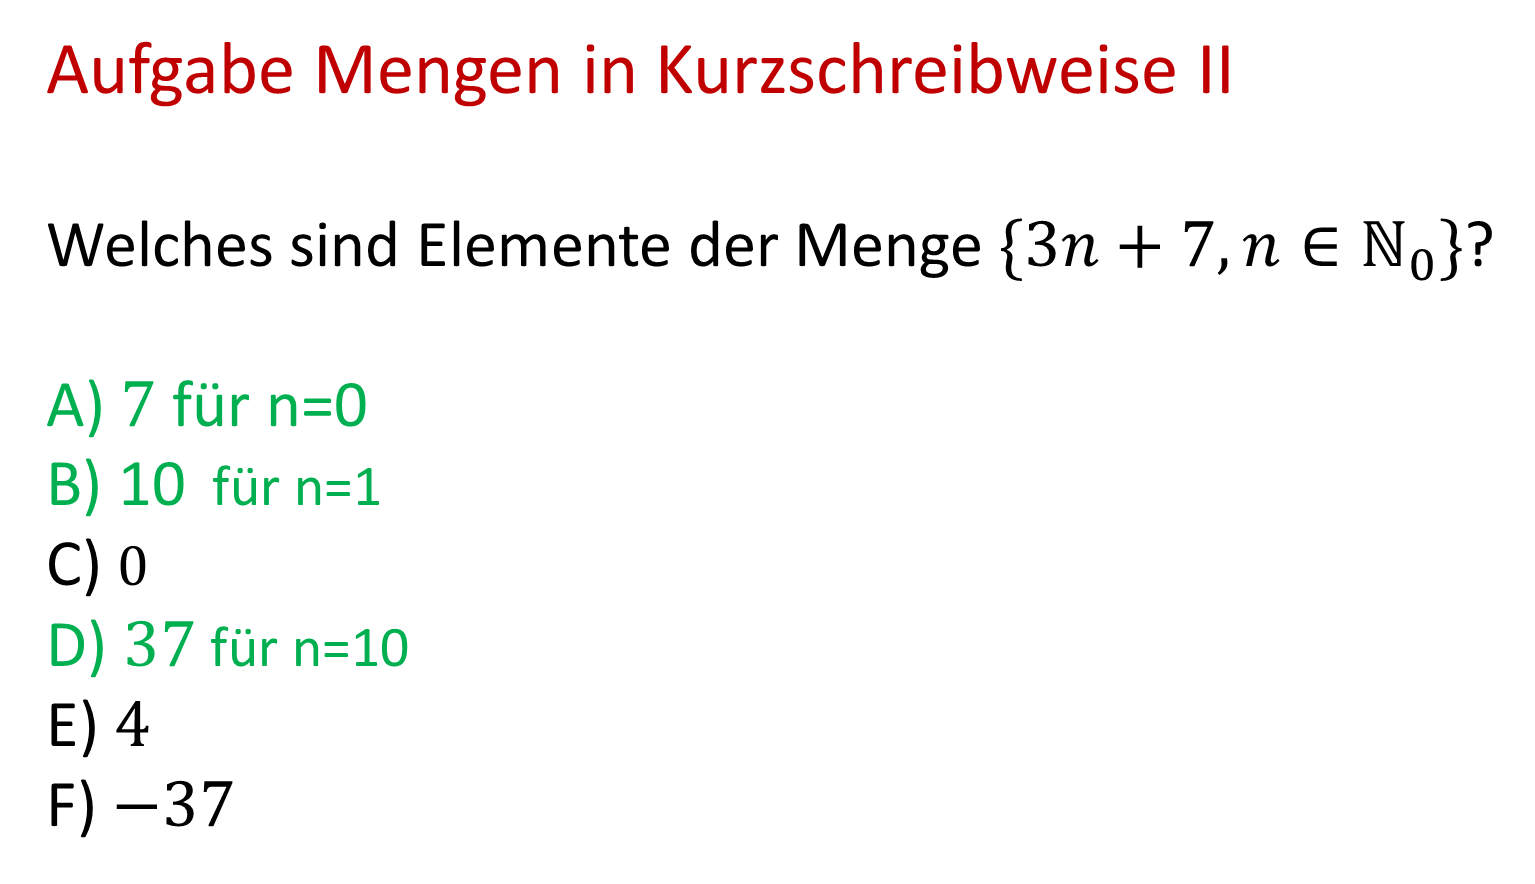 Aufgabe Mengen in Kurzschreibweise II
Welches sind Elemente der Menge {3𝑛 + 7, 𝑛 ∈ ℕ₀}?
A) 7 für n=0
B) 10 für n=1
C) 0
D) 37 für n=10
E) 4
F) −37